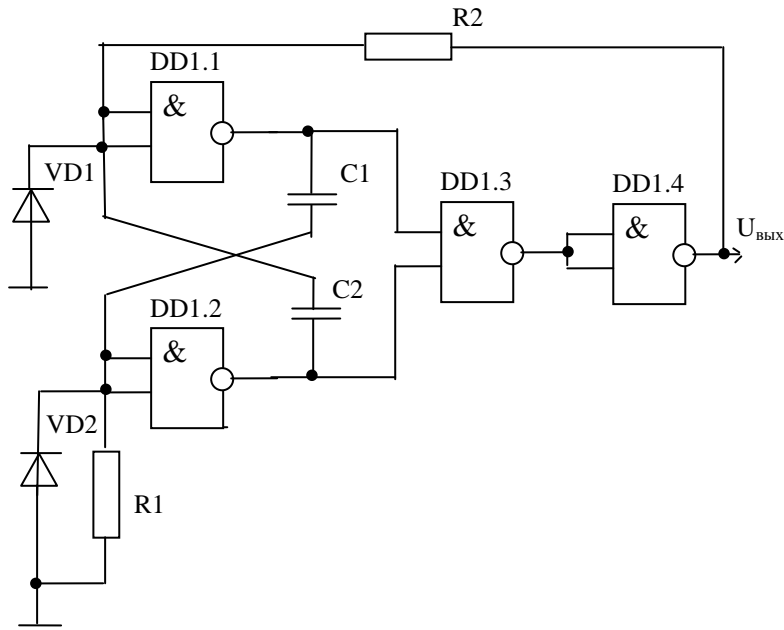 R2
DD1.1
&
VD1
C1
DD1.3
&
DD1.4
&
Uвых
C2
DD1.2
&
VD2
R1